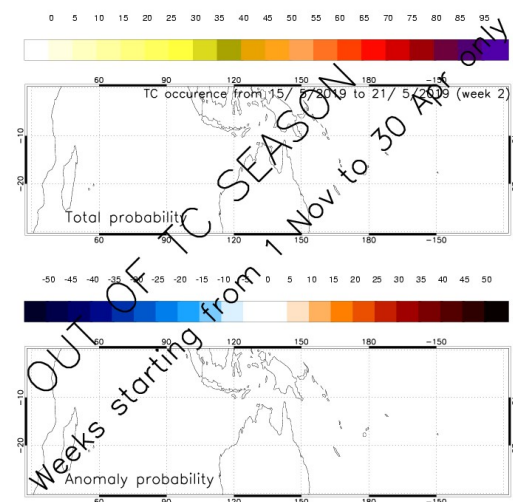 0 5 10 15 20 25 30 35 40 45 50 55 60 65 70 75 80 85 95
60 90 120 150 180 -150
TC occurence from 15/ 5/2019 to 21/ 5/2019 (week 2)
-10
-20
Total probability
60 90 120 150 180 -150
OUT OF TC SEASON
Weeks starting from 1 Nov to 30 Apr only
-50 -45 -40 -35 -30 -25 -20 -15 -10 -5 0 5 10 15 20 25 30 35 40 45 50
60 90 120 150 180 -150
-10
-20
Anomaly probability
60 90 120 150 180 -150